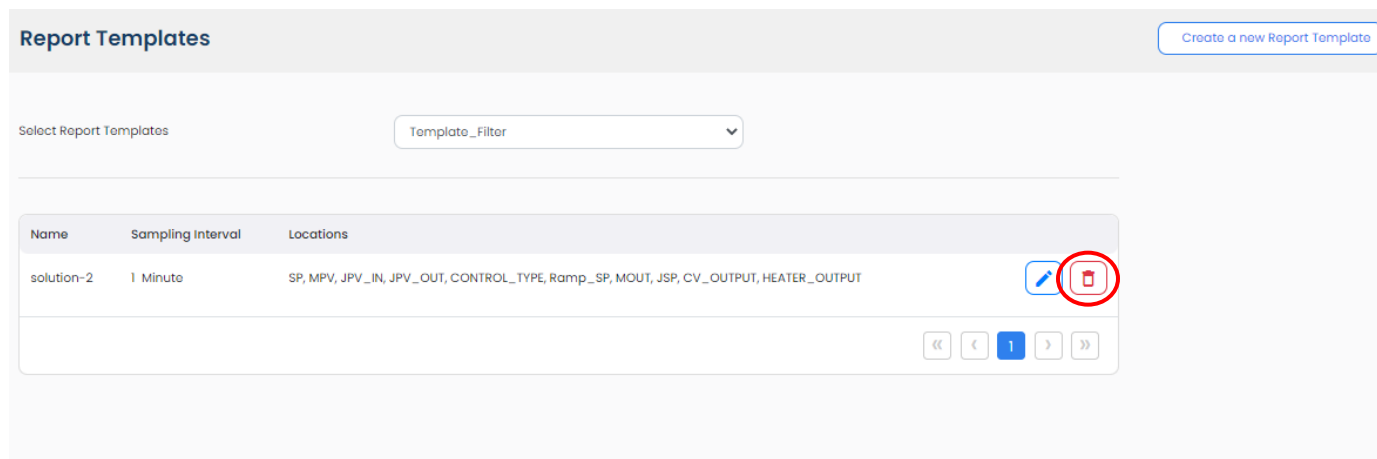 Report Templates
Create a new Report Template
Select Report Templates
Template_Filter
Name Sampling Interval Locations
solution-2 1 Minute SP, MPV, JPV_IN, JPV_OUT, CONTROL_TYPE, Ramp_SP, MOUT, JSP, CV_OUTPUT, HEATER_OUTPUT
« ‹ 1 › »